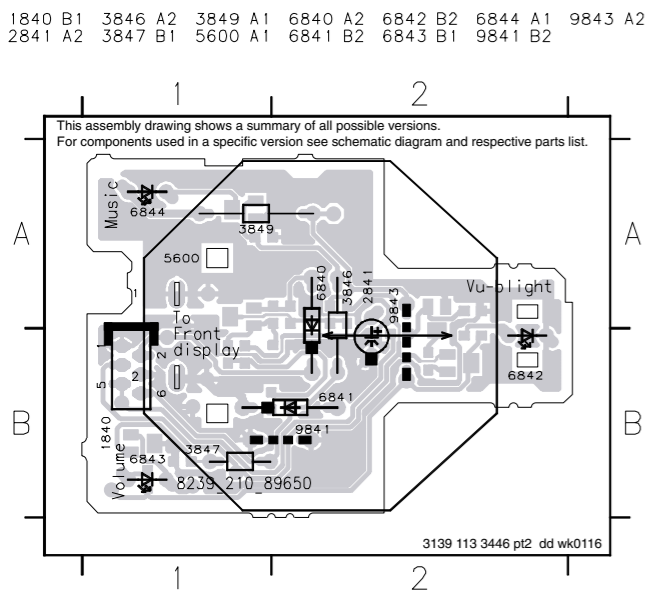 1840 B1 3846 A2 3849 A1 6840 A2 6842 B2 6844 A1 9843 A2
2841 A2 3847 B1 5600 A1 6841 B2 6843 B1 9841 B2
1 2
This assembly drawing shows a summary of all possible versions.
For components used in a specific version see schematic diagram and respective parts list.
Music
6844
3849
A A
5600
6840
3846
2841
9843
Vu-plight
1
To
Front
display
1 2
2
5 6
6842
6841
B B
9841
1840
6843
3847
Volume
8239_210_89650
3139 113 3446 pt2 dd wk0116
1 2